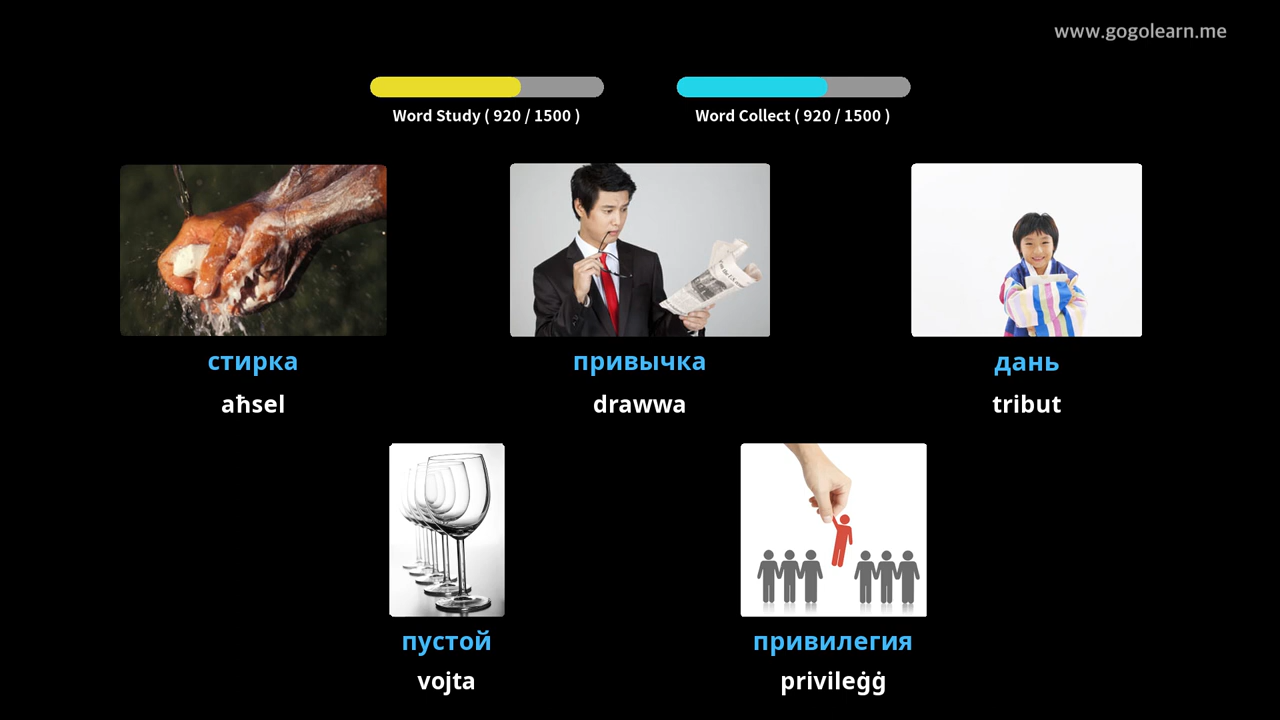 www.gogolearn.me
Word Study ( 920 / 1500 )
Word Collect ( 920 / 1500 )
стирка
привычка
дань
aħsel
drawwa
tribut
пустой
привилегия
vojta
privileġġ